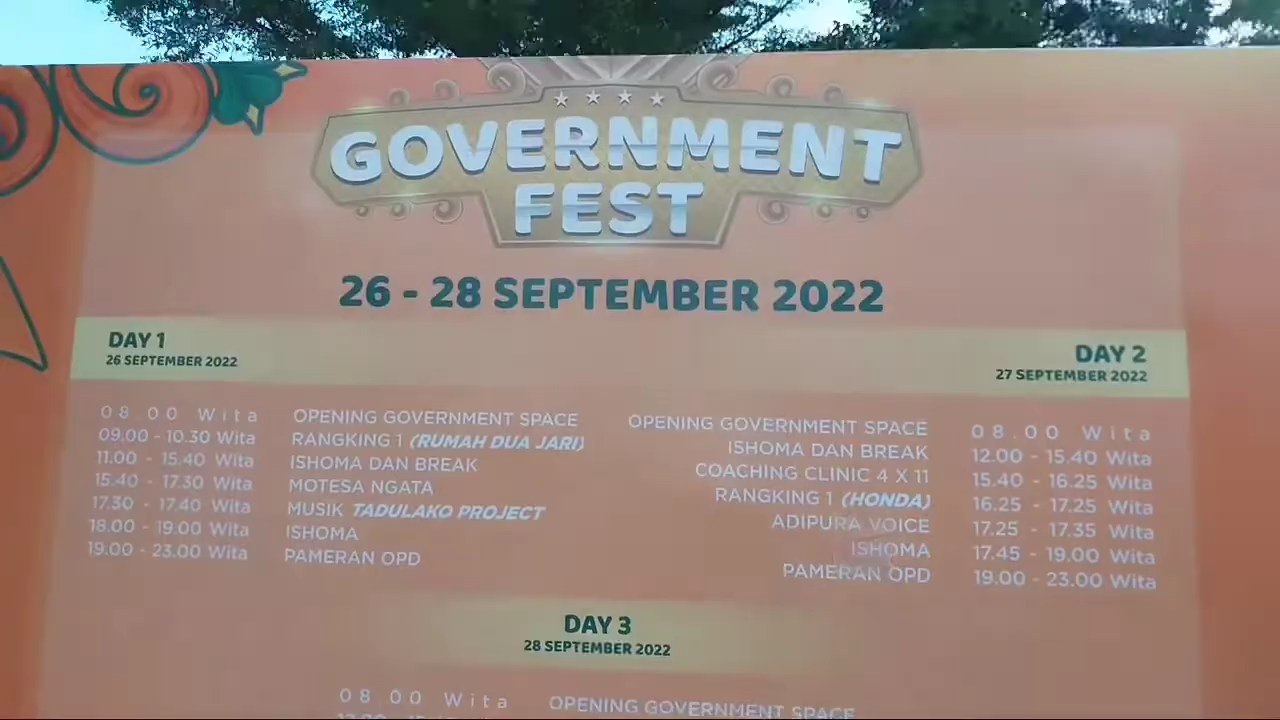 GOVERNMENT
FEST
26 - 28 SEPTEMBER 2022
DAY 1
26 SEPTEMBER 2022
08 00 Wita OPENING GOVERNMENT SPACE
09.00 - 10.30 Wita RANGKING 1 (RUMAH DUA JARI)
11.00 - 15.40 Wita ISHOMA DAN BREAK
15.40 - 17.30 Wita MOTESA NGATA
17.30 - 17.40 Wita MUSIK TADULAKO PROJECT
18.00 - 19.00 Wita ISHOMA
19.00 - 23.00 Wita PAMERAN OPD
DAY 2
27 SEPTEMBER 2022
OPENING GOVERNMENT SPACE 08.00 Wita
ISHOMA DAN BREAK 12.00 - 15.40 Wita
COACHING CLINIC 4 X 11 15.40 - 16.25 Wita
RANGKING 1 (HONDA) 16.25 - 17.25 Wita
ADIPURA VOICE 17.25 - 17.35 Wita
ISHOMA 17.45 - 19.00 Wita
PAMERAN OPD 19.00 - 23.00 Wita
DAY 3
28 SEPTEMBER 2022
08 00 Wita OPENING GOVERNMENT SPACE